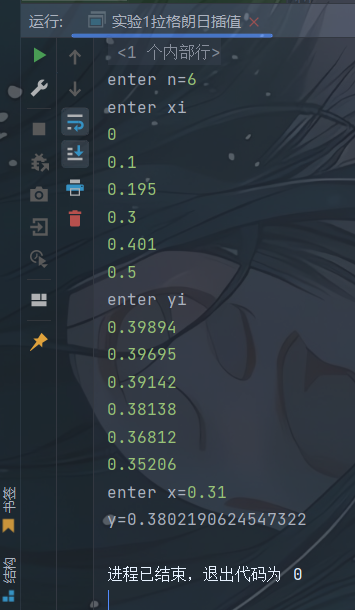 运行: 实验1拉格朗日插值
<1 个内部行>
enter n=6
enter xi
0
0.1
0.195
0.3
0.401
0.5
enter yi
0.39894
0.39695
0.39142
0.38138
0.36812
0.35206
enter x=0.31
y=0.3802190624547322
进程已结束，退出代码为 0
书签
结构